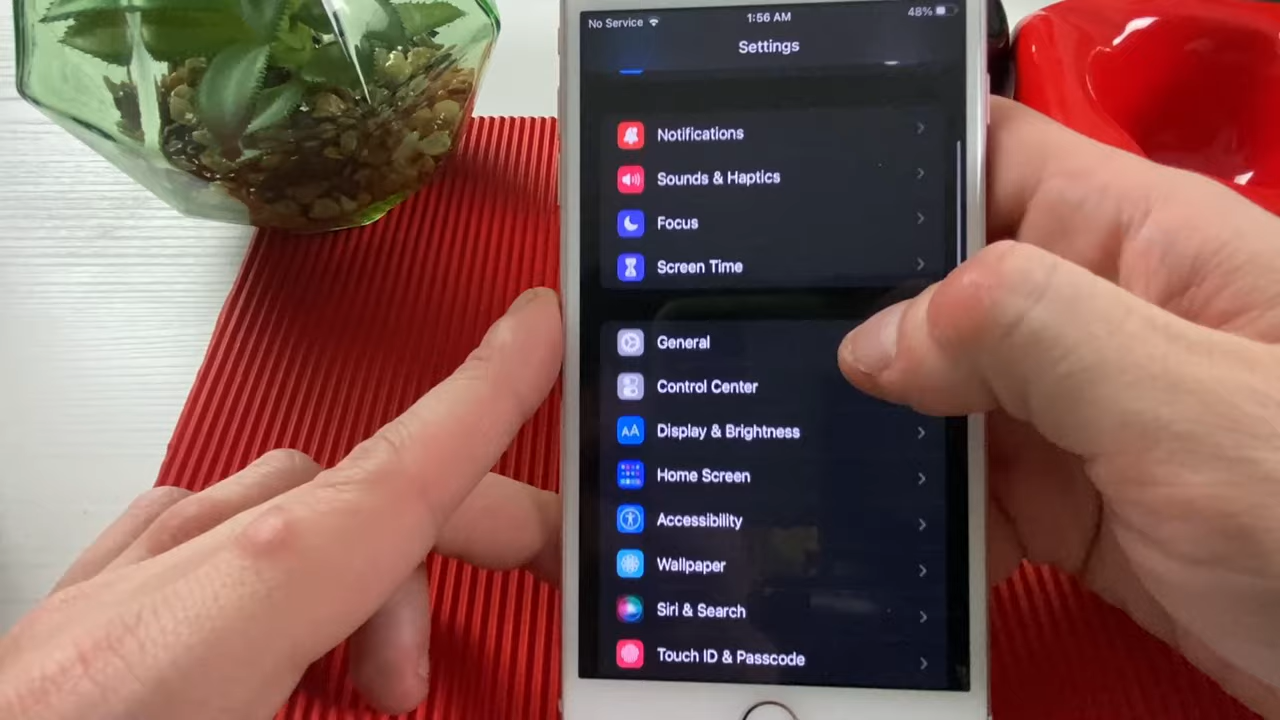 No Service 1:56 AM 48%
Settings
Notifications
Sounds & Haptics
Focus
Screen Time
General
Control Center
AA Display & Brightness
Home Screen
Accessibility
Wallpaper
Siri & Search
Touch ID & Passcode